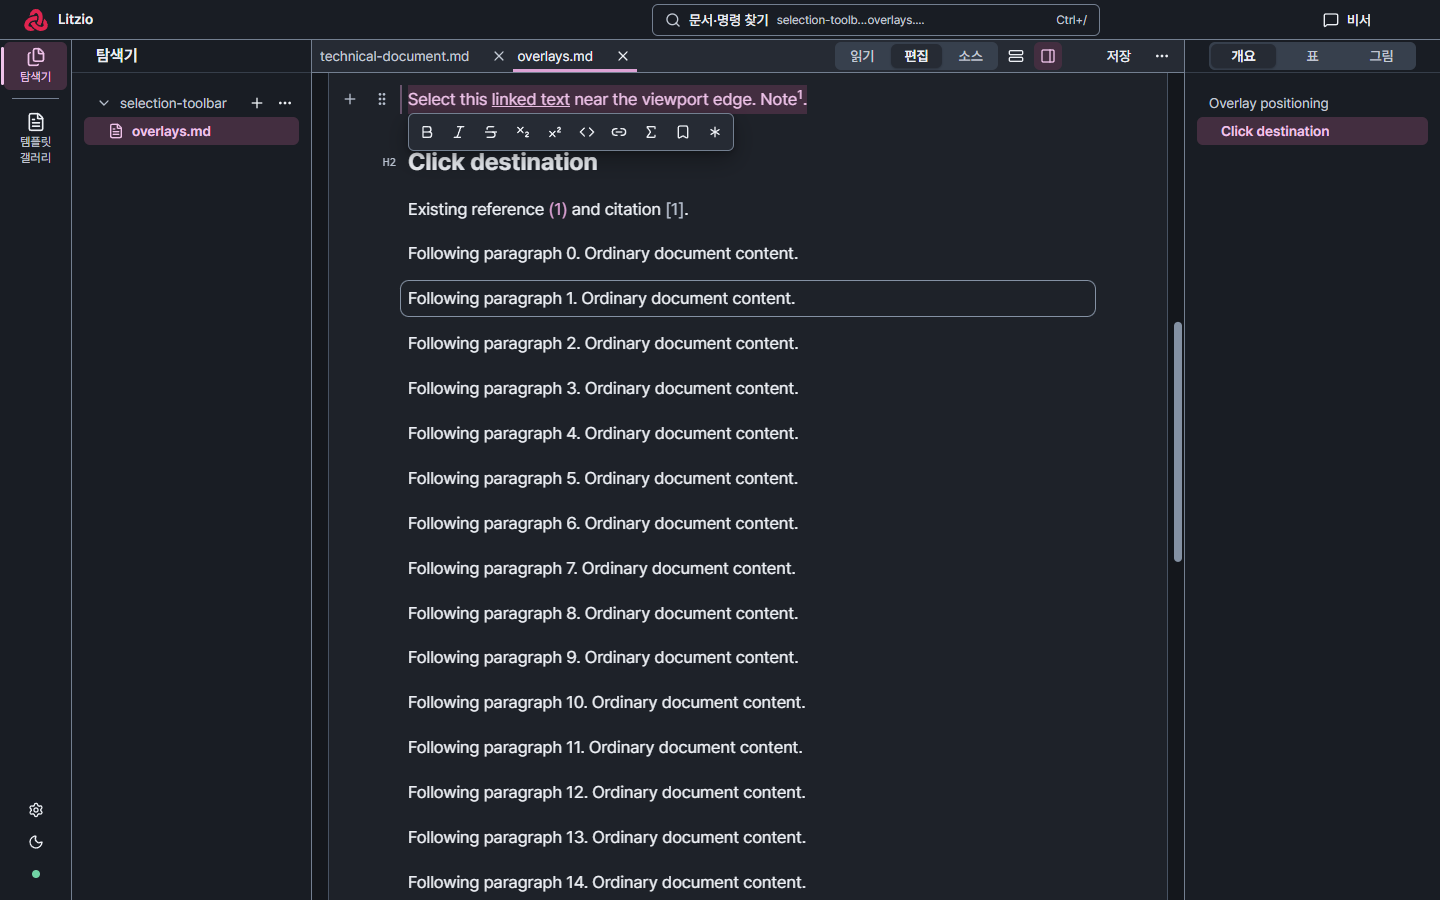 Litzio
문서·명령 찾기 selection-toolb...overlays.... Ctrl+/
비서
탐색기
템플릿
갤러리
탐색기
selection-toolbar
overlays.md
technical-document.md
overlays.md
읽기 편집 소스
저장
Select this linked text near the viewport edge. Note1.
B I S x₂ x² <> Σ *
H2 Click destination
Existing reference (1) and citation [1].
Following paragraph 0. Ordinary document content.
Following paragraph 1. Ordinary document content.
Following paragraph 2. Ordinary document content.
Following paragraph 3. Ordinary document content.
Following paragraph 4. Ordinary document content.
Following paragraph 5. Ordinary document content.
Following paragraph 6. Ordinary document content.
Following paragraph 7. Ordinary document content.
Following paragraph 8. Ordinary document content.
Following paragraph 9. Ordinary document content.
Following paragraph 10. Ordinary document content.
Following paragraph 11. Ordinary document content.
Following paragraph 12. Ordinary document content.
Following paragraph 13. Ordinary document content.
Following paragraph 14. Ordinary document content.
개요 표 그림
Overlay positioning
Click destination